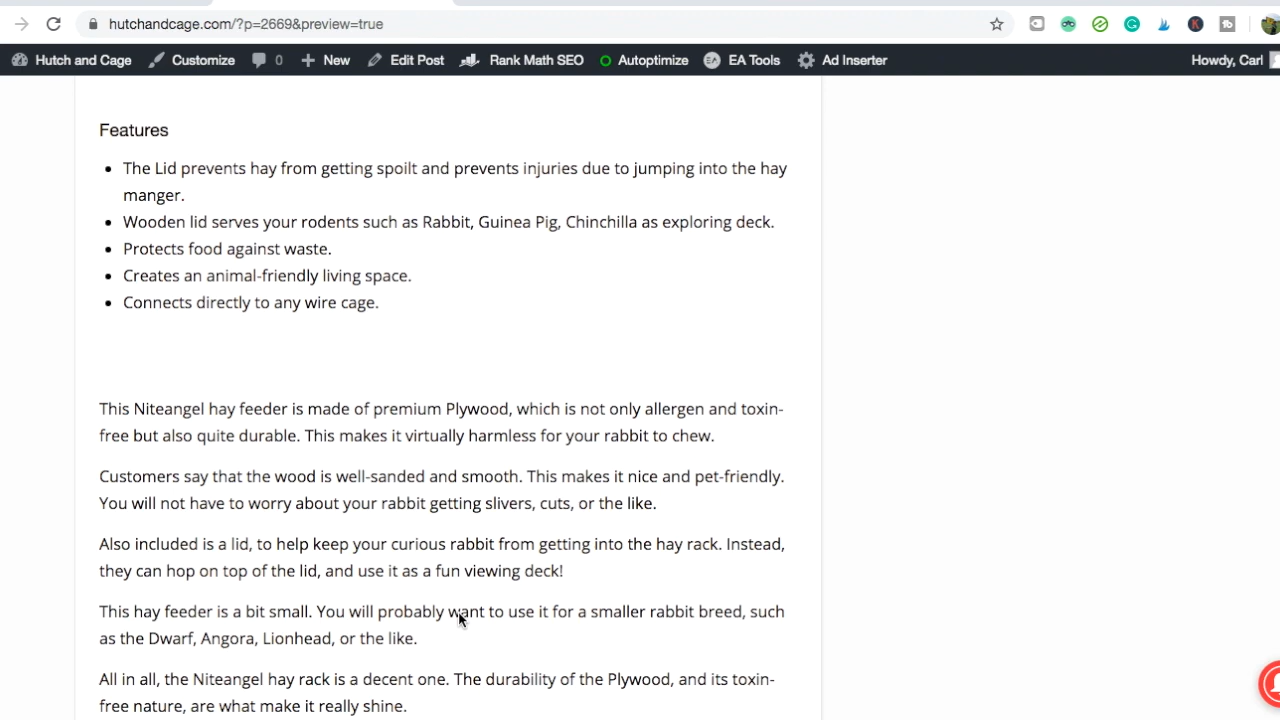 hutchandcage.com/?p=2669&preview=true
Hutch and Cage Customize 0 New Edit Post Rank Math SEO Autoptimize EA Tools Ad Inserter Howdy, Carl
Features
The Lid prevents hay from getting spoilt and prevents injuries due to jumping into the hay
manger.
Wooden lid serves your rodents such as Rabbit, Guinea Pig, Chinchilla as exploring deck.
Protects food against waste.
Creates an animal-friendly living space.
Connects directly to any wire cage.
This Niteangel hay feeder is made of premium Plywood, which is not only allergen and toxin-
free but also quite durable. This makes it virtually harmless for your rabbit to chew.
Customers say that the wood is well-sanded and smooth. This makes it nice and pet-friendly.
You will not have to worry about your rabbit getting slivers, cuts, or the like.
Also included is a lid, to help keep your curious rabbit from getting into the hay rack. Instead,
they can hop on top of the lid, and use it as a fun viewing deck!
This hay feeder is a bit small. You will probably want to use it for a smaller rabbit breed, such
as the Dwarf, Angora, Lionhead, or the like.
All in all, the Niteangel hay rack is a decent one. The durability of the Plywood, and its toxin-
free nature, are what make it really shine.